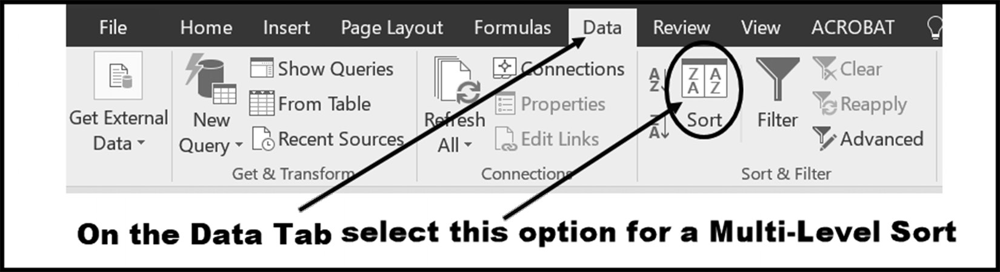 File Home Insert Page Layout Formulas Data Review View ACROBAT
Get External
Data
New
Query
Show Queries
From Table
Recent Sources
Get & Transform
Refresh
All
Connections
Properties
Edit Links
Connections
A
Z
Z
A
Z A
A Z
Sort
Filter
Clear
Reapply
Advanced
Sort & Filter
On the Data Tab select this option for a Multi-Level Sort